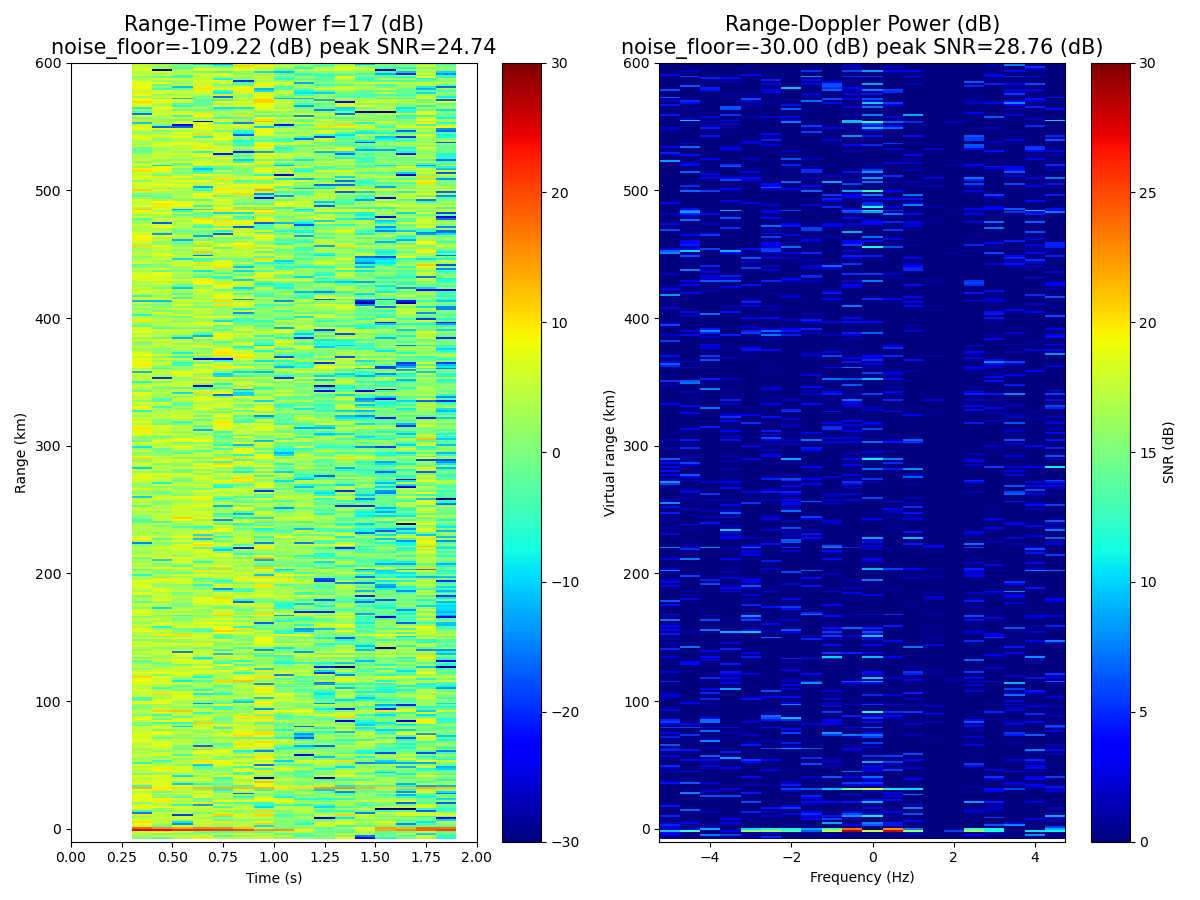 Range-Time Power f=17 (dB)
noise_floor=-109.22 (dB) peak SNR=24.74
Range (km)
600
500
400
300
200
100
0
0.00 0.25 0.50 0.75 1.00 1.25 1.50 1.75 2.00
Time (s)
30
20
10
0
−10
−20
−30
Range-Doppler Power (dB)
noise_floor=-30.00 (dB) peak SNR=28.76 (dB)
Virtual range (km)
600
500
400
300
200
100
0
−4 −2 0 2 4
Frequency (Hz)
30
25
20
15
10
5
0
SNR (dB)